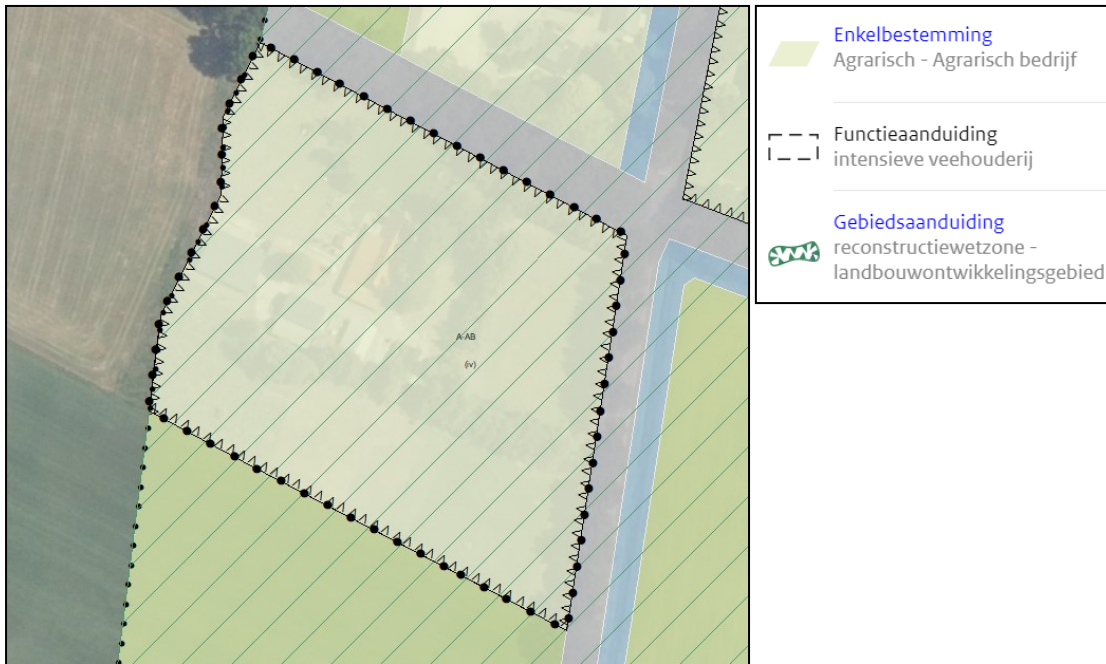 A-AB
(iv)
Enkelbestemming
Agrarisch - Agrarisch bedrijf
Functieaanduiding
intensieve veehouderij
Gebiedsaanduiding
reconstructiewetzone -
landbouwontwikkelingsgebied